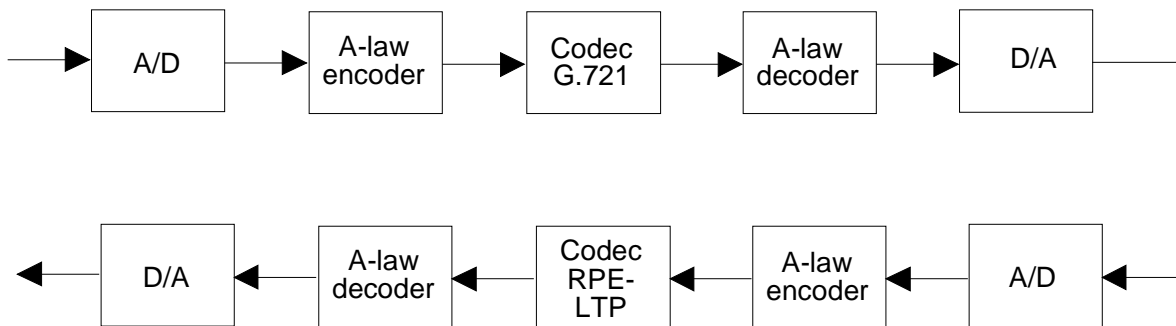 A/D
A-law
encoder
Codec
G.721
A-law
decoder
D/A
D/A
A-law
decoder
Codec
RPE-
LTP
A-law
encoder
A/D